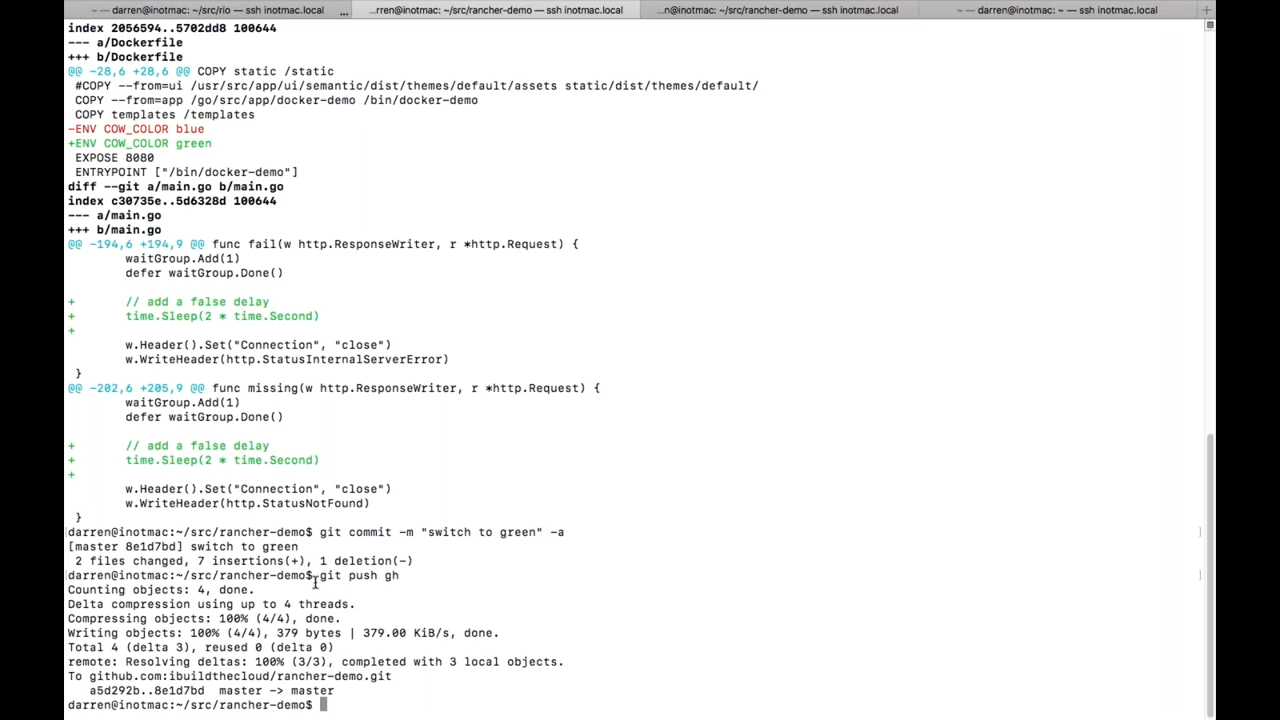 ~ — darren@inotmac: ~/src/rio — ssh inotmac.local ...
...rren@inotmac: ~/src/rancher-demo — ssh inotmac.local
...n@inotmac: ~/src/rancher-demo — ssh inotmac.local
~ — darren@inotmac: ~ — ssh inotmac.local +
index 2056594..5702dd8 100644
--- a/Dockerfile
+++ b/Dockerfile
@@ -28,6 +28,6 @@ COPY static /static
 #COPY --from=ui /usr/src/app/ui/semantic/dist/themes/default/assets static/dist/themes/default/
 COPY --from=app /go/src/app/docker-demo /bin/docker-demo
 COPY templates /templates
-ENV COW_COLOR blue
+ENV COW_COLOR green
 EXPOSE 8080
 ENTRYPOINT ["/bin/docker-demo"]
diff --git a/main.go b/main.go
index c30735e..5d6328d 100644
--- a/main.go
+++ b/main.go
@@ -194,6 +194,9 @@ func fail(w http.ResponseWriter, r *http.Request) {
        waitGroup.Add(1)
        defer waitGroup.Done()
+       // add a false delay
+       time.Sleep(2 * time.Second)
+
        w.Header().Set("Connection", "close")
        w.WriteHeader(http.StatusInternalServerError)
 }
@@ -202,6 +205,9 @@ func missing(w http.ResponseWriter, r *http.Request) {
        waitGroup.Add(1)
        defer waitGroup.Done()
+       // add a false delay
+       time.Sleep(2 * time.Second)
+
        w.Header().Set("Connection", "close")
        w.WriteHeader(http.StatusNotFound)
 }
[darren@inotmac:~/src/rancher-demo$ git commit -m "switch to green" -a ]
[master 8e1d7bd] switch to green
 2 files changed, 7 insertions(+), 1 deletion(-)
[darren@inotmac:~/src/rancher-demo$ git push gh ]
Counting objects: 4, done.
Delta compression using up to 4 threads.
Compressing objects: 100% (4/4), done.
Writing objects: 100% (4/4), 379 bytes | 379.00 KiB/s, done.
Total 4 (delta 3), reused 0 (delta 0)
remote: Resolving deltas: 100% (3/3), completed with 3 local objects.
To github.com:ibuildthecloud/rancher-demo.git
   a5d292b..8e1d7bd  master -> master
darren@inotmac:~/src/rancher-demo$